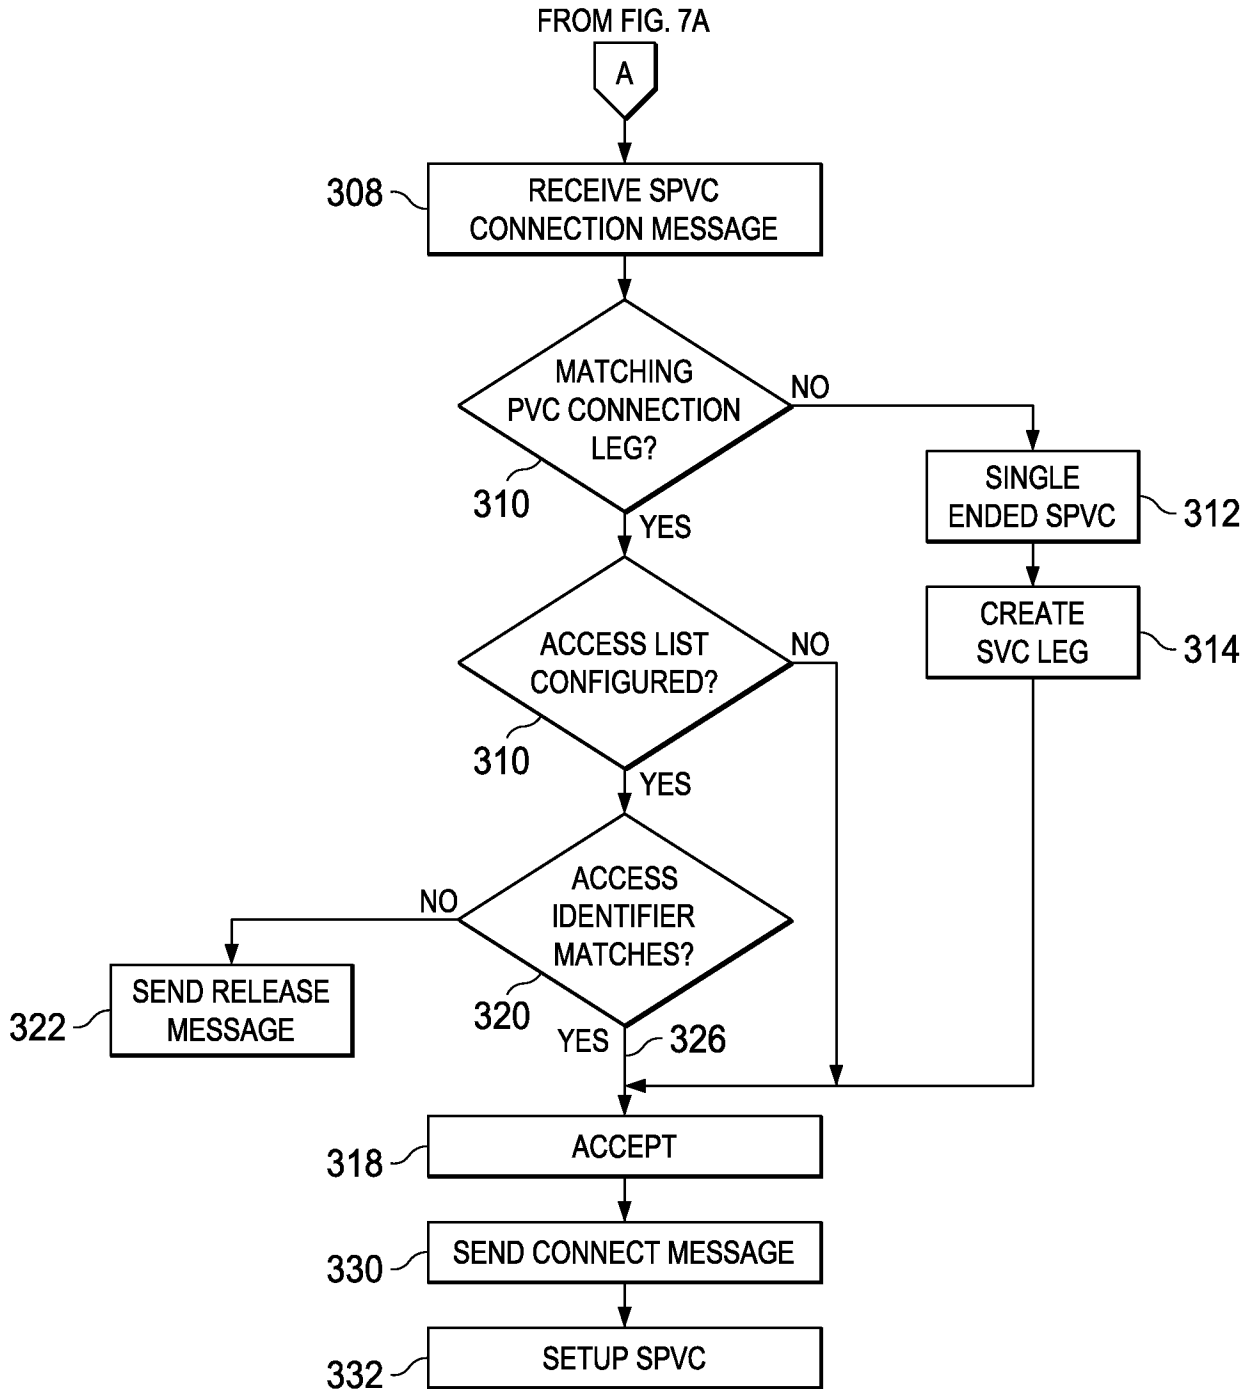 FROM FIG. 7A
A
308
RECEIVE SPVC
CONNECTION MESSAGE
MATCHING
PVC CONNECTION
LEG?
NO
310
YES
SINGLE
ENDED SPVC
312
CREATE
SVC LEG
314
ACCESS LIST
CONFIGURED?
NO
310
YES
ACCESS
IDENTIFIER
MATCHES?
NO
320
YES
326
SEND RELEASE
MESSAGE
322
ACCEPT
318
SEND CONNECT MESSAGE
330
SETUP SPVC
332